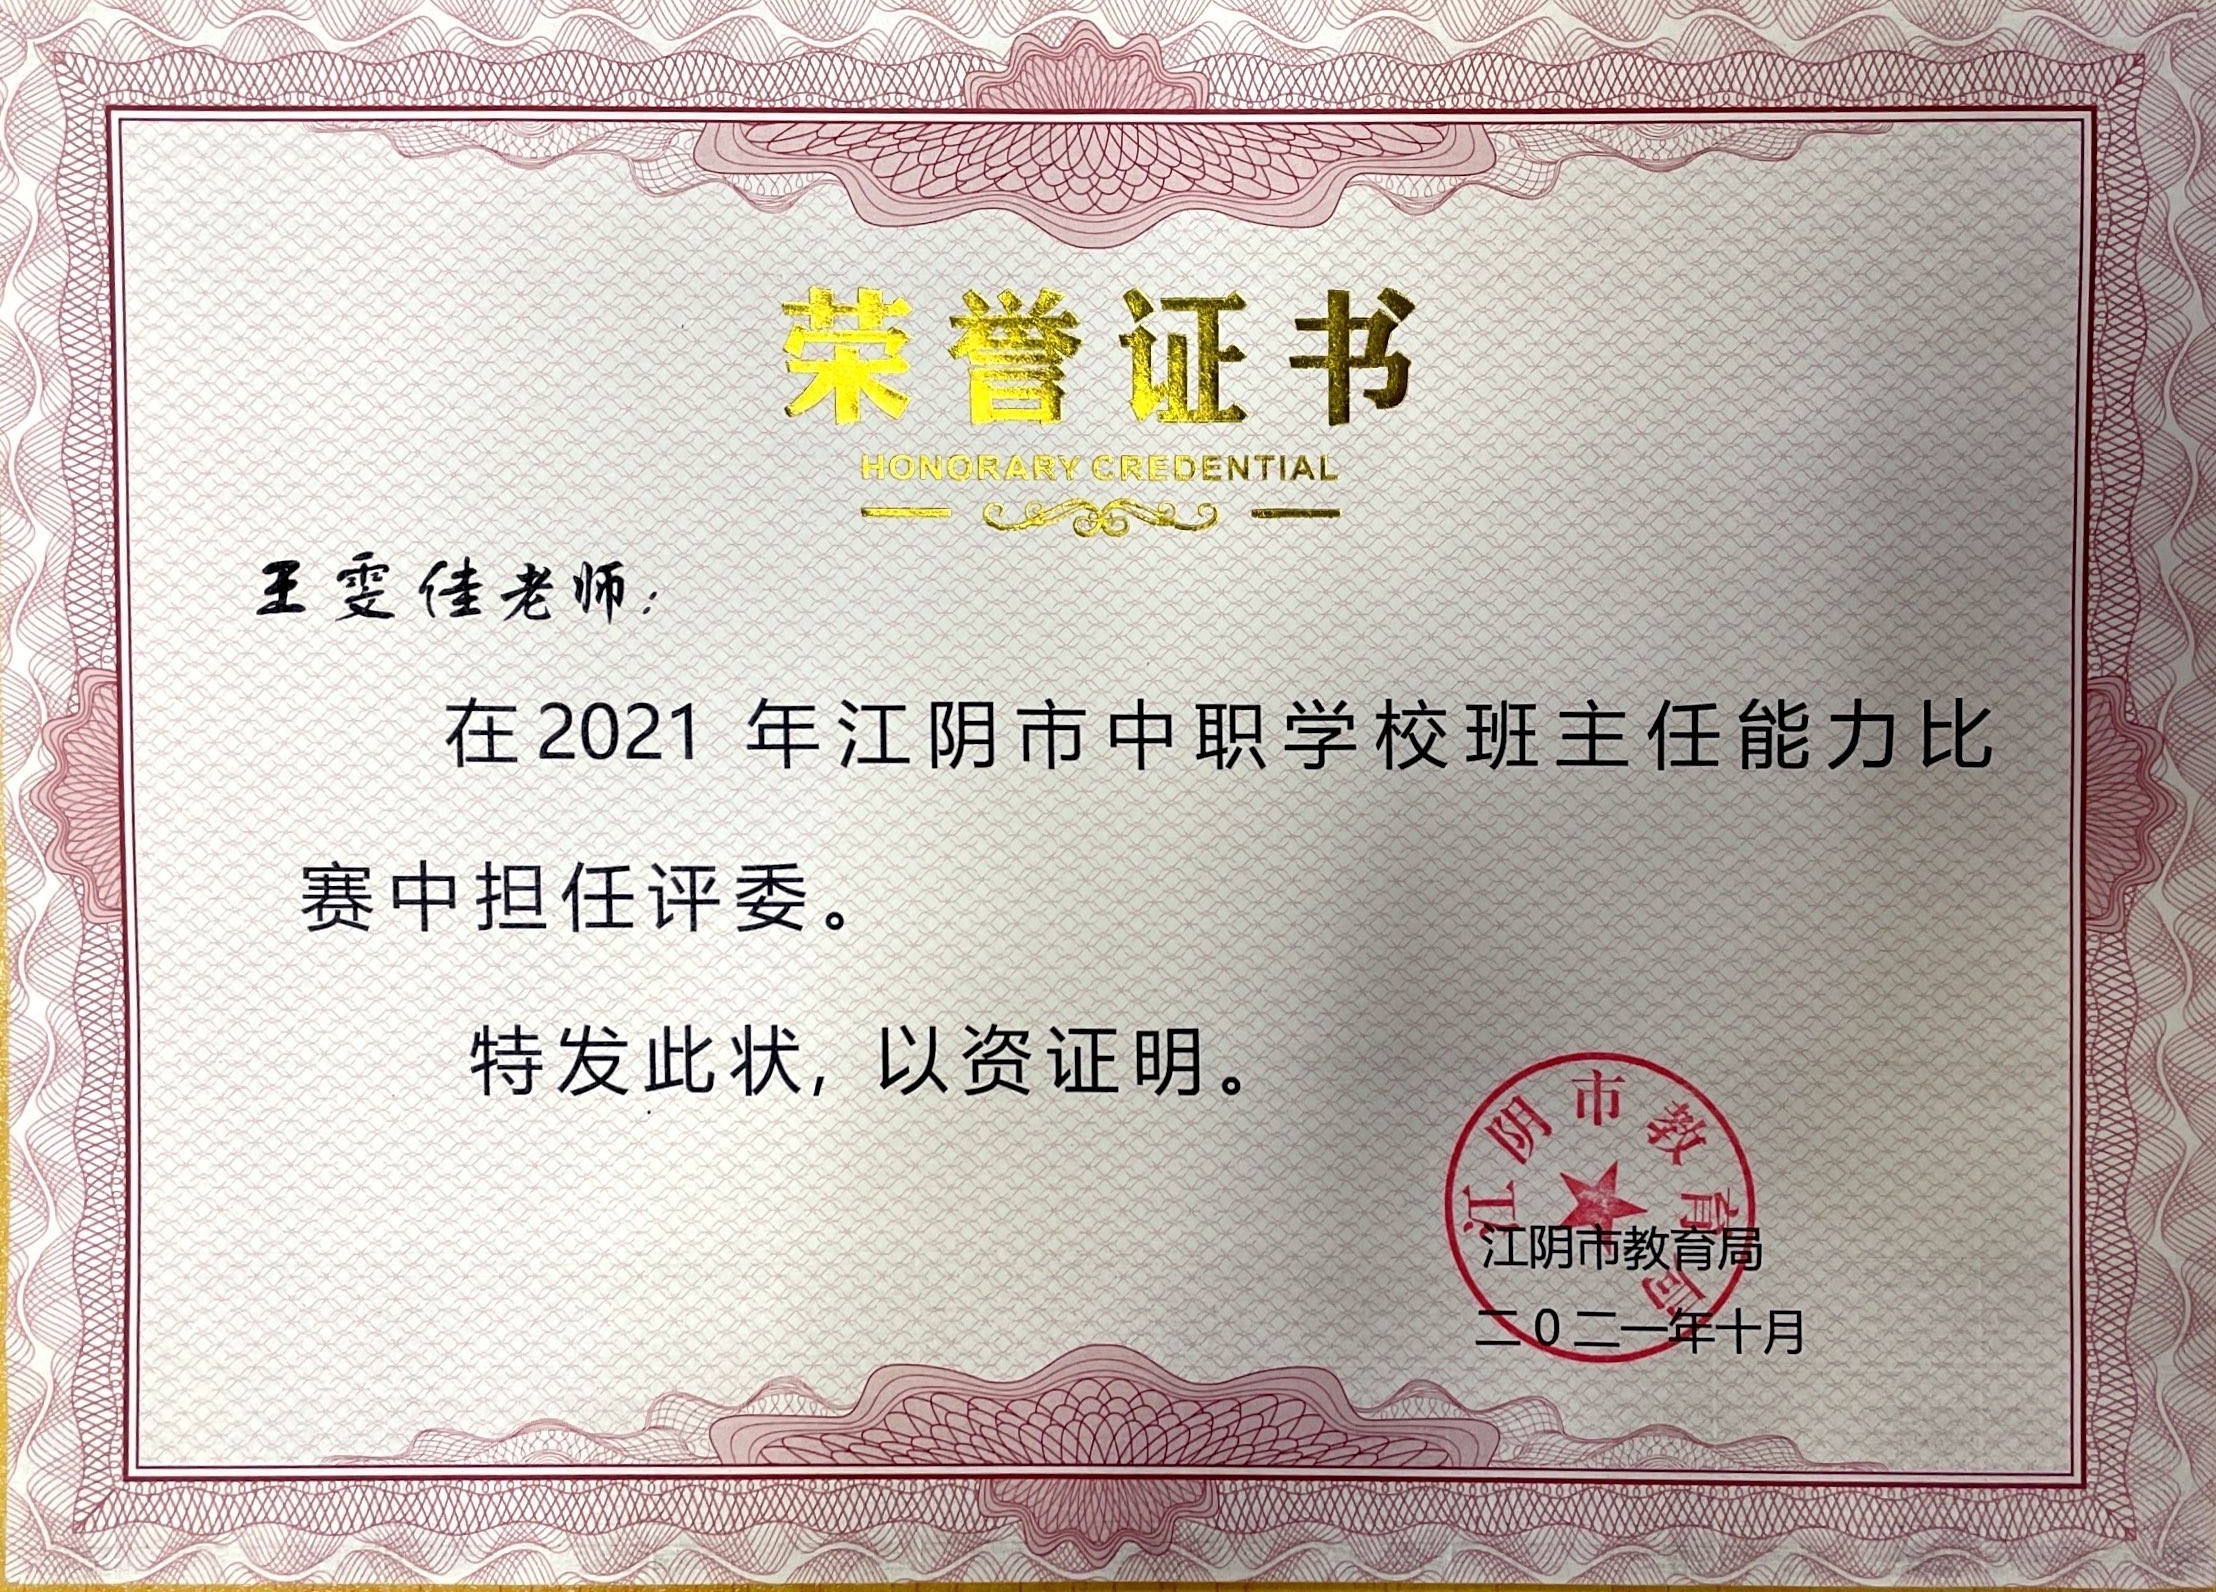 荣誉证书
HONORARY CREDENTIAL
王雯佳老师：
在2021 年江阴市中职学校班主任能力比
赛中担任评委。
特发此状, 以资证明。
江阴市教育局
江阴市教育局
二0二一年十月